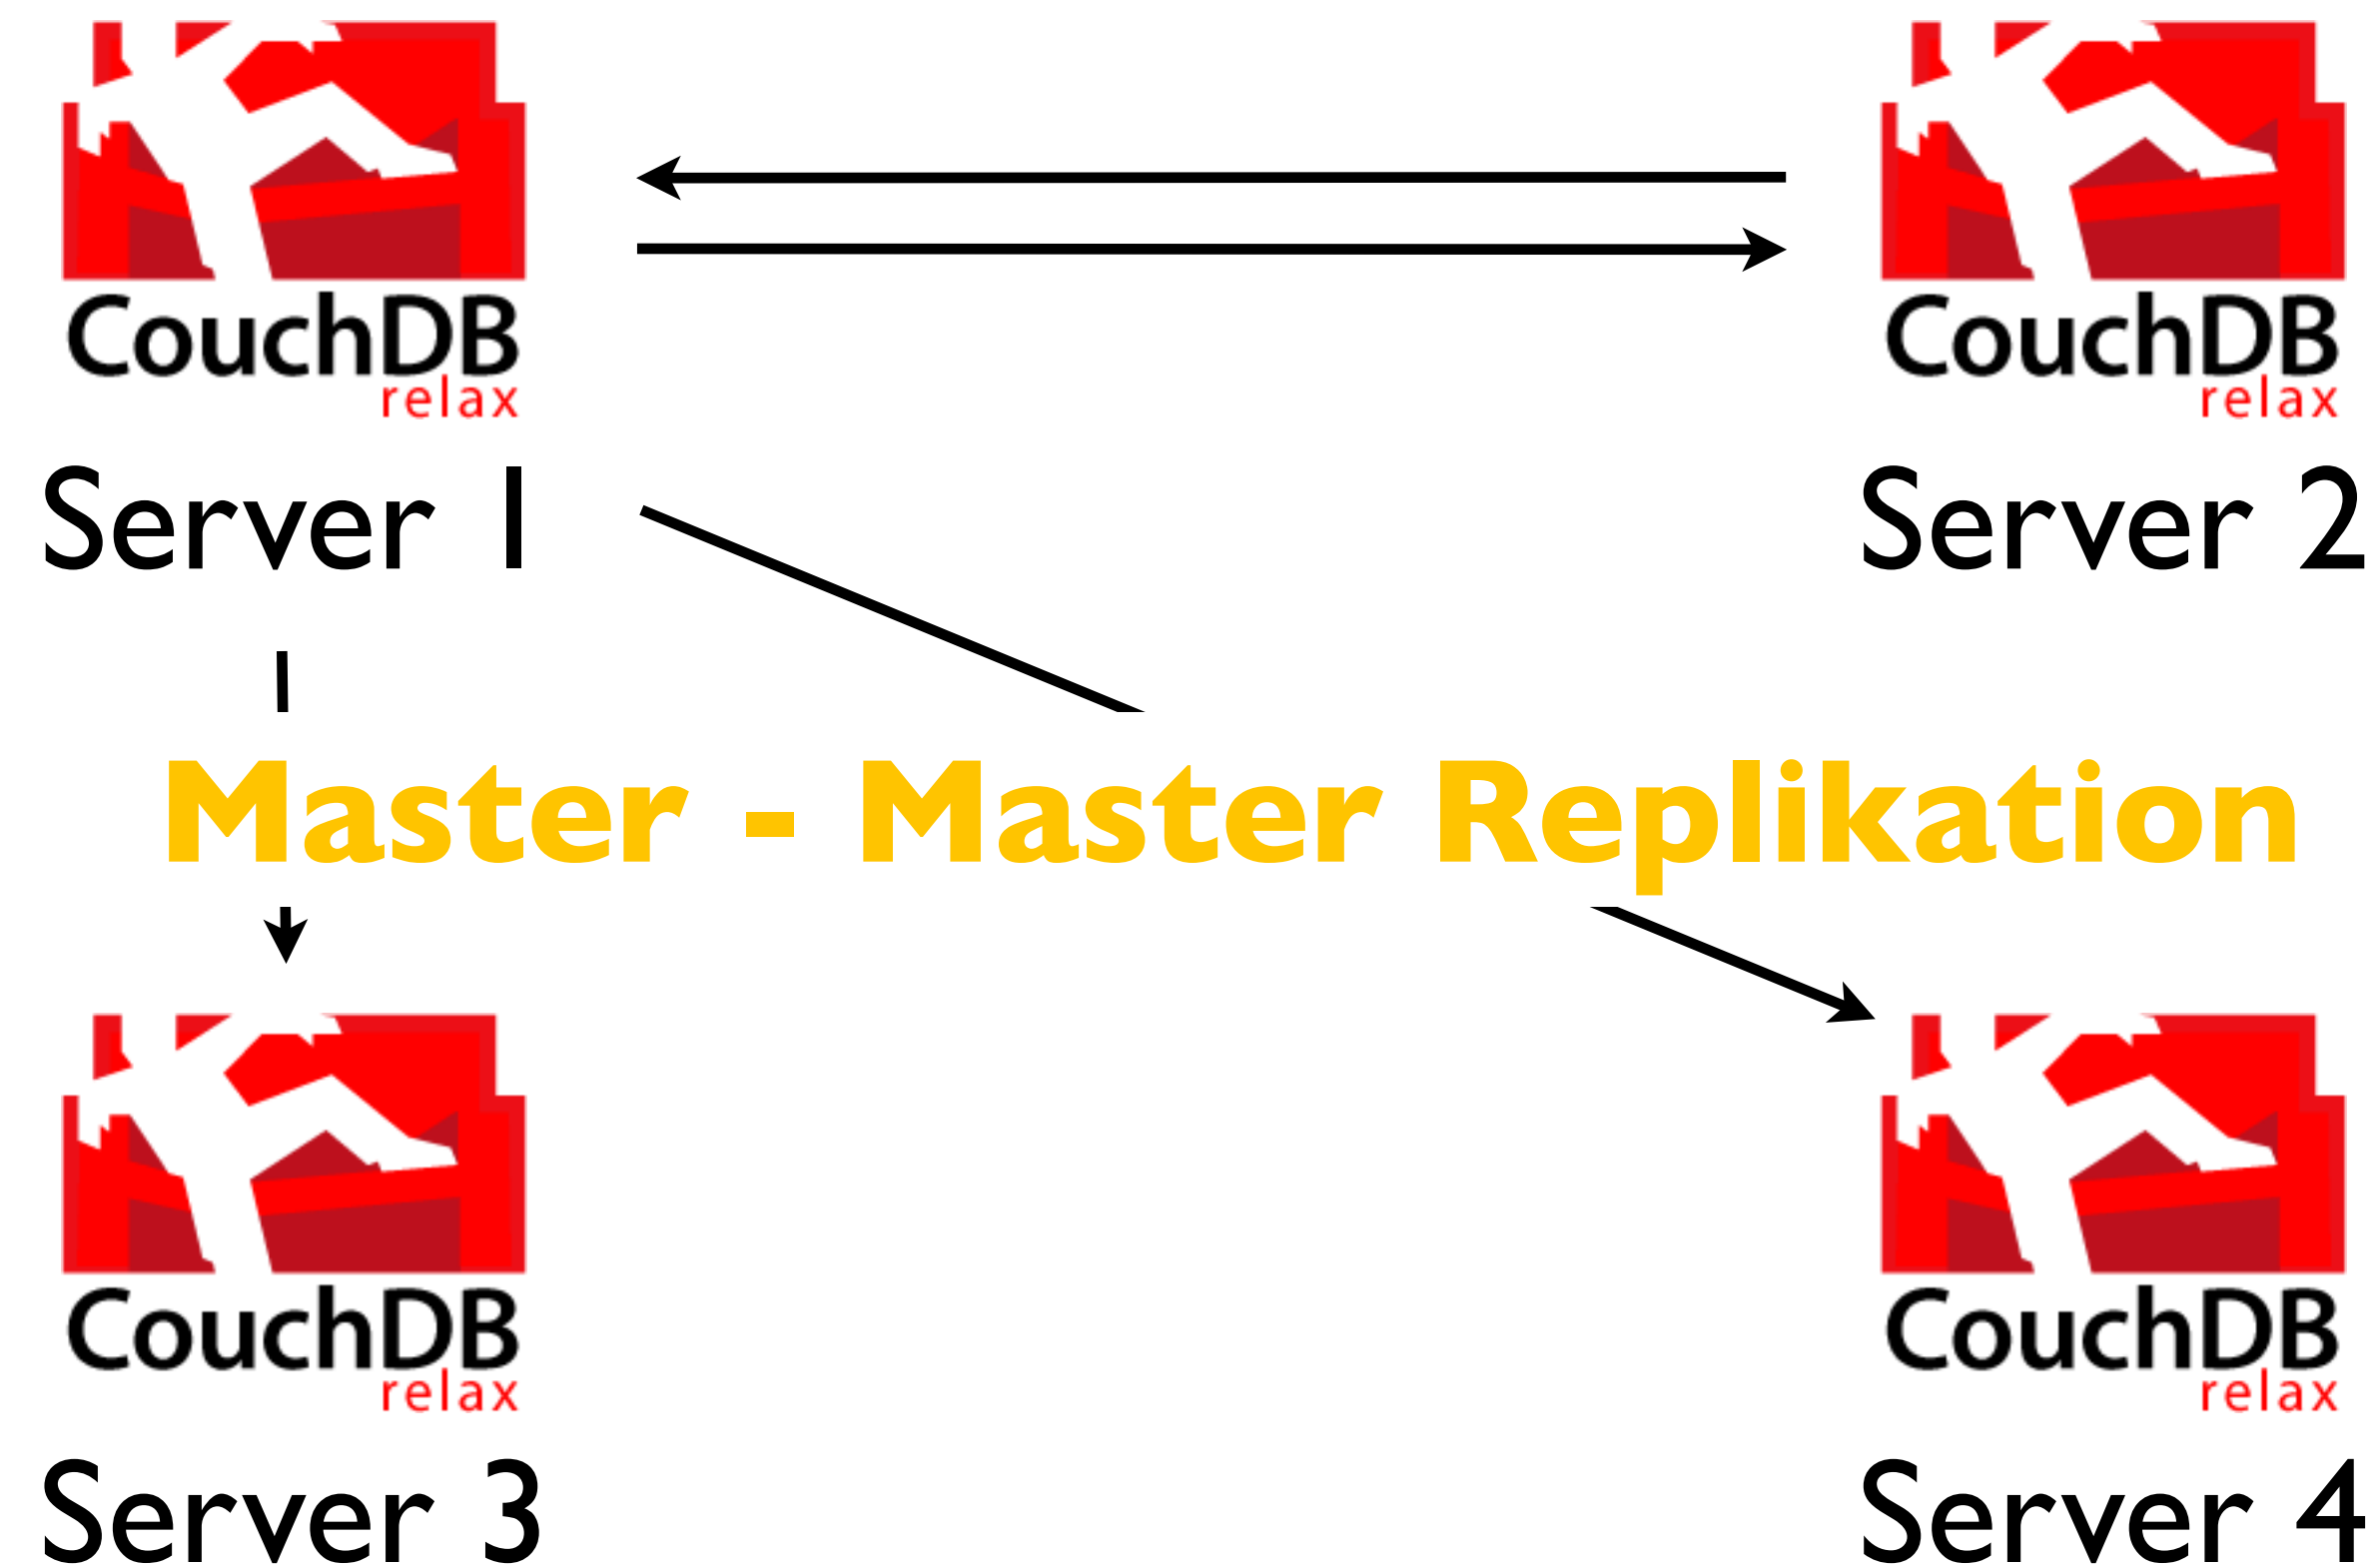 CouchDB
relax
CouchDB
relax
Server 1
Server 2
Master - Master Replikation
CouchDB
relax
CouchDB
relax
Server 3
Server 4